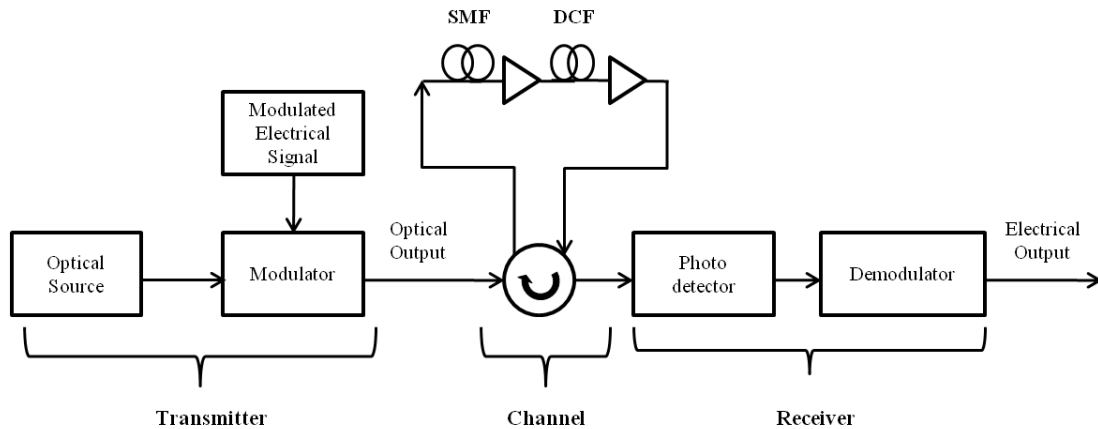 SMF
DCF
Modulated
Electrical
Signal
Optical
Source
Modulator
Optical
Output
Photo
detector
Demodulator
Electrical
Output
Transmitter
Channel
Receiver